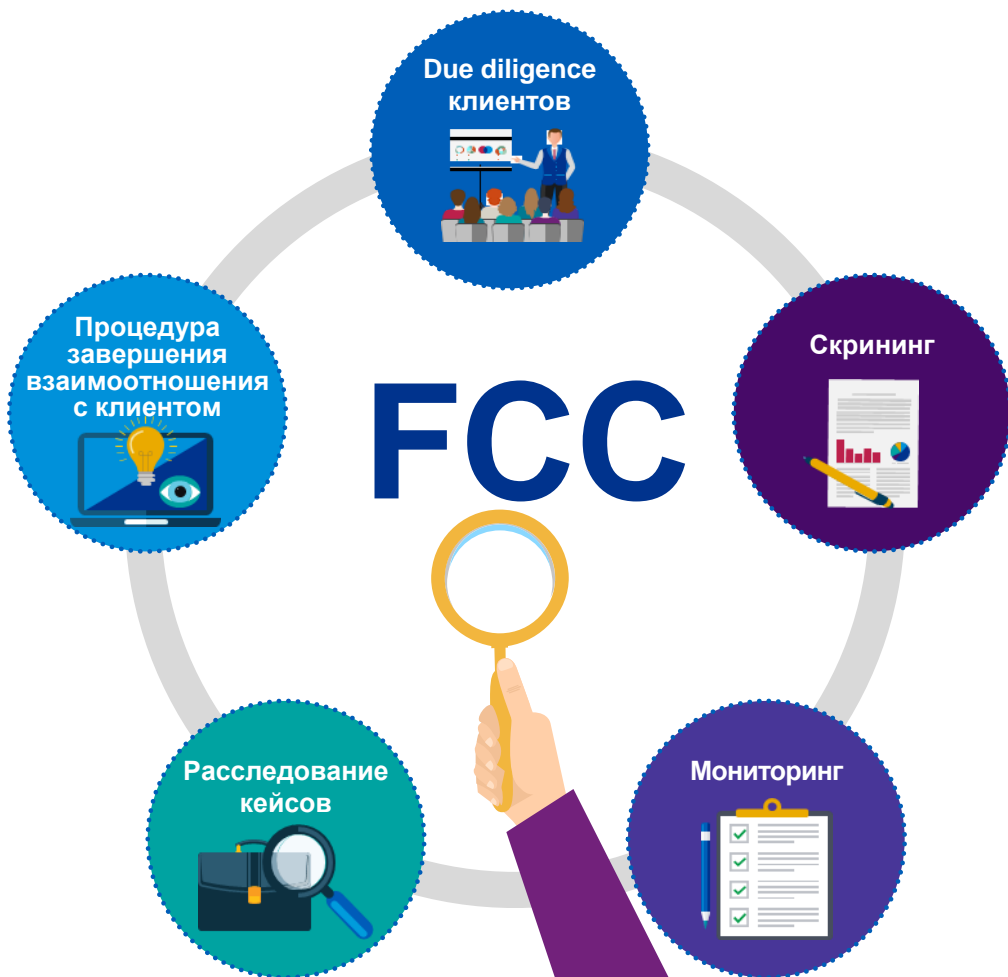 Due diligence
клиентов
Процедура
завершения
взаимоотношения
с клиентом
Скрининг
FCC
Расследование
кейсов
Мониторинг